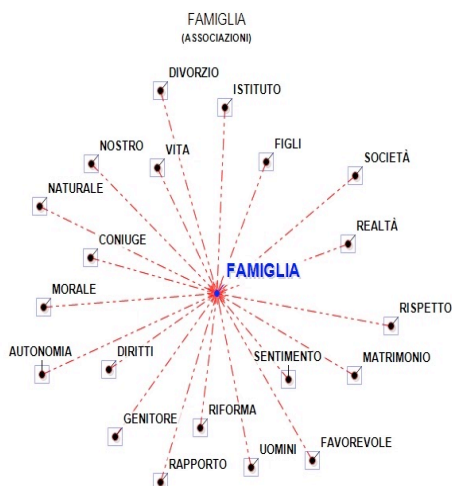 FAMIGLIA
(ASSOCIAZIONI)
DIVORZIO
ISTITUTO
NOSTRO
VITA
FIGLI
SOCIETÀ
NATURALE
REALTÀ
CONIUGE
FAMIGLIA
MORALE
RISPETTO
AUTONOMIA
DIRITTI
SENTIMENTO
MATRIMONIO
GENITORE
RIFORMA
RAPPORTO
UOMINI
FAVOREVOLE